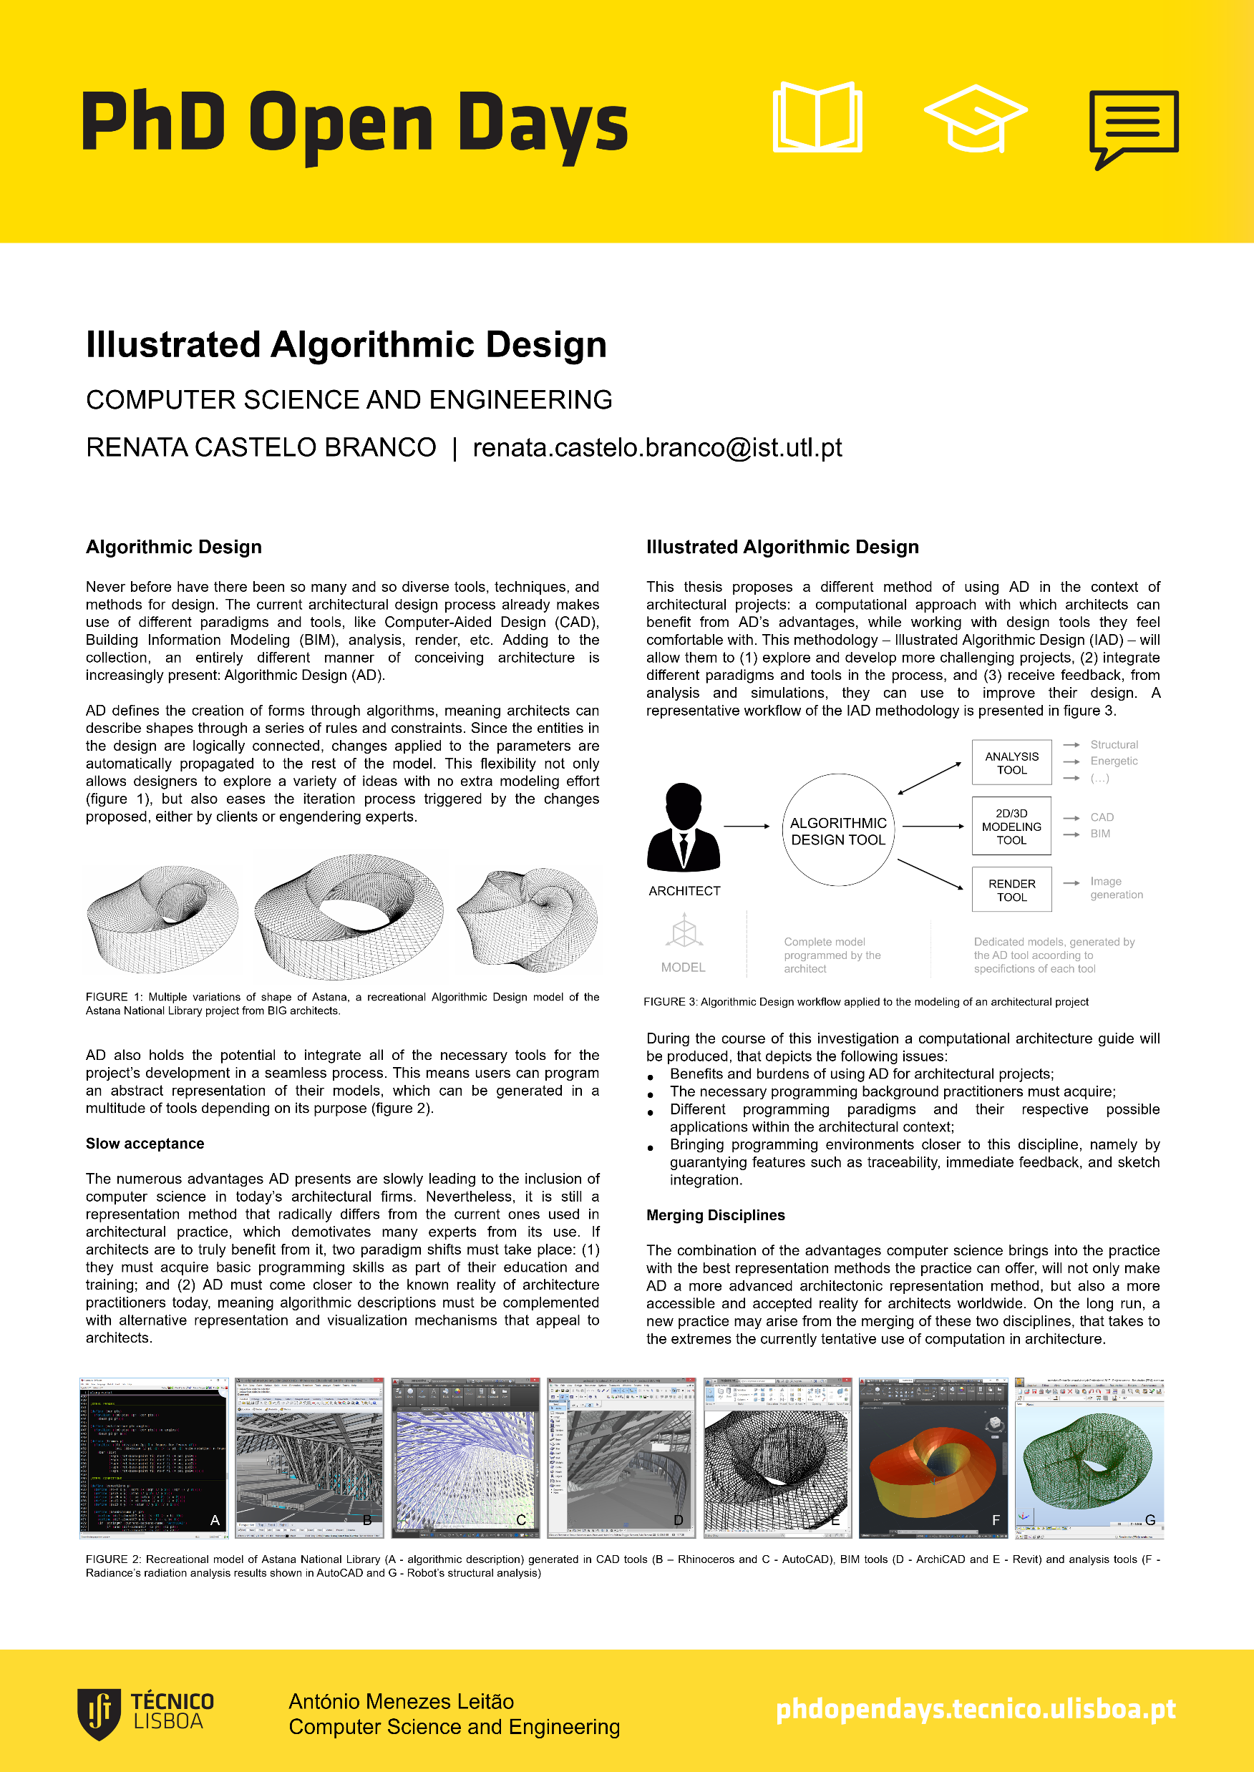 PhD Open Days
Illustrated Algorithmic Design
COMPUTER SCIENCE AND ENGINEERING
RENATA CASTELO BRANCO | renata.castelo.branco@ist.utl.pt
Algorithmic Design
Never before have there been so many and so diverse tools, techniques, and
methods for design. The current architectural design process already makes
use of different paradigms and tools, like Computer-Aided Design (CAD),
Building Information Modeling (BIM), analysis, render, etc. Adding to the
collection, an entirely different manner of conceiving architecture is
increasingly present: Algorithmic Design (AD).
AD defines the creation of forms through algorithms, meaning architects can
describe shapes through a series of rules and constraints. Since the entities in
the design are logically connected, changes applied to the parameters are
automatically propagated to the rest of the model. This flexibility not only
allows designers to explore a variety of ideas with no extra modeling effort
(figure 1), but also eases the iteration process triggered by the changes
proposed, either by clients or engendering experts.
FIGURE 1: Multiple variations of shape of Astana, a recreational Algorithmic Design model of the
Astana National Library project from BIG architects.
AD also holds the potential to integrate all of the necessary tools for the
project's development in a seamless process. This means users can program
an abstract representation of their models, which can be generated in a
multitude of tools depending on its purpose (figure 2).
Slow acceptance
The numerous advantages AD presents are slowly leading to the inclusion of
computer science in today's architectural firms. Nevertheless, it is still a
representation method that radically differs from the current ones used in
architectural practice, which demotivates many experts from its use. If
architects are to truly benefit from it, two paradigm shifts must take place: (1)
they must acquire basic programming skills as part of their education and
training; and (2) AD must come closer to the known reality of architecture
practitioners today, meaning algorithmic descriptions must be complemented
with alternative representation and visualization mechanisms that appeal to
architects.
Illustrated Algorithmic Design
This thesis proposes a different method of using AD in the context of
architectural projects: a computational approach with which architects can
benefit from AD's advantages, while working with design tools they feel
comfortable with. This methodology – Illustrated Algorithmic Design (IAD) – will
allow them to (1) explore and develop more challenging projects, (2) integrate
different paradigms and tools in the process, and (3) receive feedback, from
analysis and simulations, they can use to improve their design. A
representative workflow of the IAD methodology is presented in figure 3.
ARCHITECT
MODEL
ALGORITHMIC
DESIGN TOOL
Complete model
programmed by the
architect
ANALYSIS
TOOL
Structural
Energetic
(…)
2D/3D
MODELING
TOOL
CAD
BIM
RENDER
TOOL
Image
generation
Dedicated models, generated by
the AD tool acoording to
specifictions of each tool
FIGURE 3: Algorithmic Design workflow applied to the modeling of an architectural project
During the course of this investigation a computational architecture guide will
be produced, that depicts the following issues:
• Benefits and burdens of using AD for architectural projects;
• The necessary programming background practitioners must acquire;
• Different programming paradigms and their respective possible
applications within the architectural context;
• Bringing programming environments closer to this discipline, namely by
guarantying features such as traceability, immediate feedback, and sketch
integration.
Merging Disciplines
The combination of the advantages computer science brings into the practice
with the best representation methods the practice can offer, will not only make
AD a more advanced architectonic representation method, but also a more
accessible and accepted reality for architects worldwide. On the long run, a
new practice may arise from the merging of these two disciplines, that takes to
the extremes the currently tentative use of computation in architecture.
A
B
C
D
E
F
G
FIGURE 2: Recreational model of Astana National Library (A - algorithmic description) generated in CAD tools (B – Rhinoceros and C - AutoCAD), BIM tools (D - ArchiCAD and E - Revit) and analysis tools (F -
Radiance's radiation analysis results shown in AutoCAD and G - Robot's structural analysis)
TÉCNICO
LISBOA
António Menezes Leitão
Computer Science and Engineering
phdopendays.tecnico.ulisboa.pt